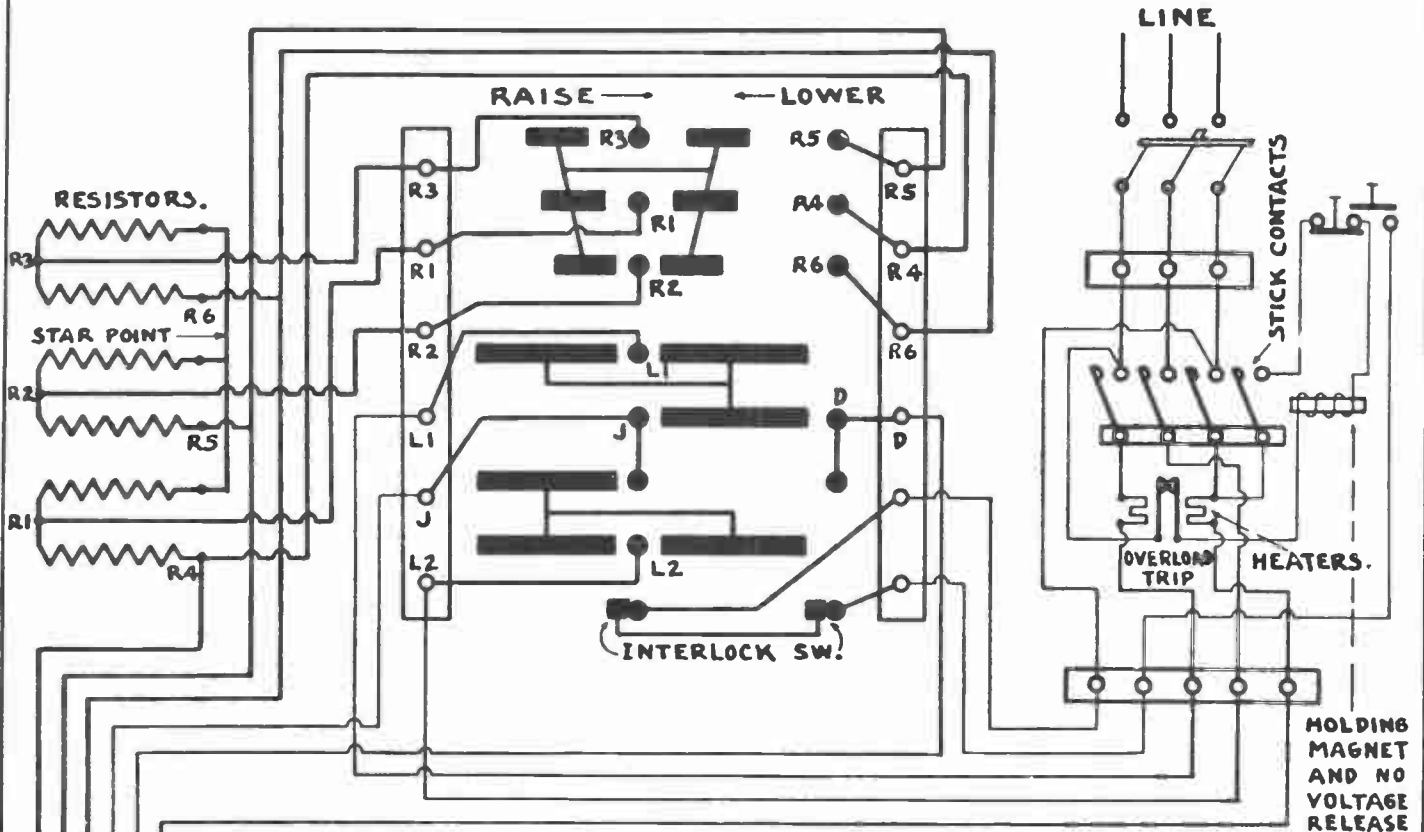 LINE
RAISE → ← LOWER
R3
R5
R3
R5
R1
R4
R1
R4
R2
R6
R2
R6
RESISTORS.
R3
R6
STAR POINT →
R2
R5
R1
R4
L1
L1
J
J
D
D
L2
L2
INTERLOCK SW.
STICK CONTACTS
OVERLOAD
TRIP
HEATERS.
HOLDING
MAGNET
AND NO
VOLTAGE
RELEASE